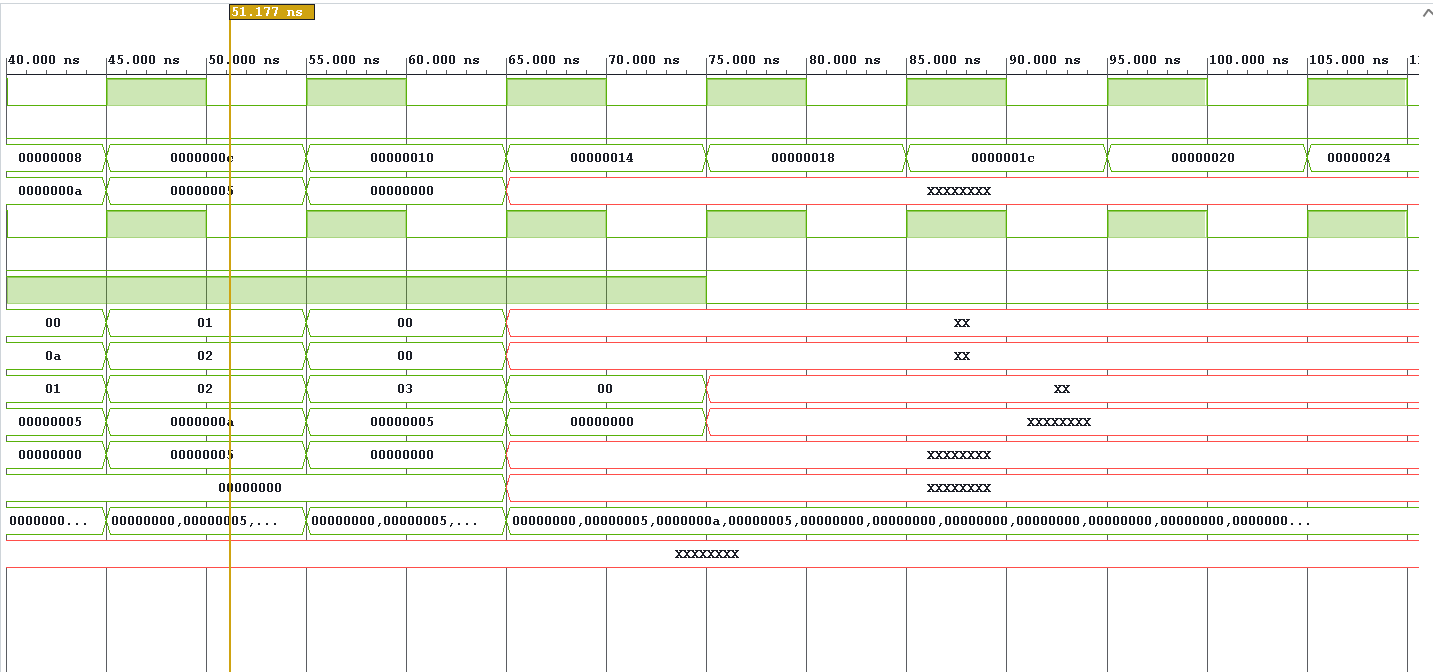 51.177 ns
40.000 ns 45.000 ns 50.000 ns 55.000 ns 60.000 ns 65.000 ns 70.000 ns 75.000 ns 80.000 ns 85.000 ns 90.000 ns 95.000 ns 100.000 ns 105.000 ns
00000008 0000000c 00000010 00000014 00000018 0000001c 00000020 00000024
0000000a 00000005 00000000 XXXXXXXX
00 01 00 XX
0a 02 00 XX
01 02 03 00 XX
00000005 0000000a 00000005 00000000 XXXXXXXX
00000000 00000005 00000000 XXXXXXXX
00000000 XXXXXXXX
0000000... 00000000,00000005,... 00000000,00000005,... 00000000,00000005,0000000a,00000005,00000000,00000000,00000000,00000000,00000000,00000000,0000000...
XXXXXXXX